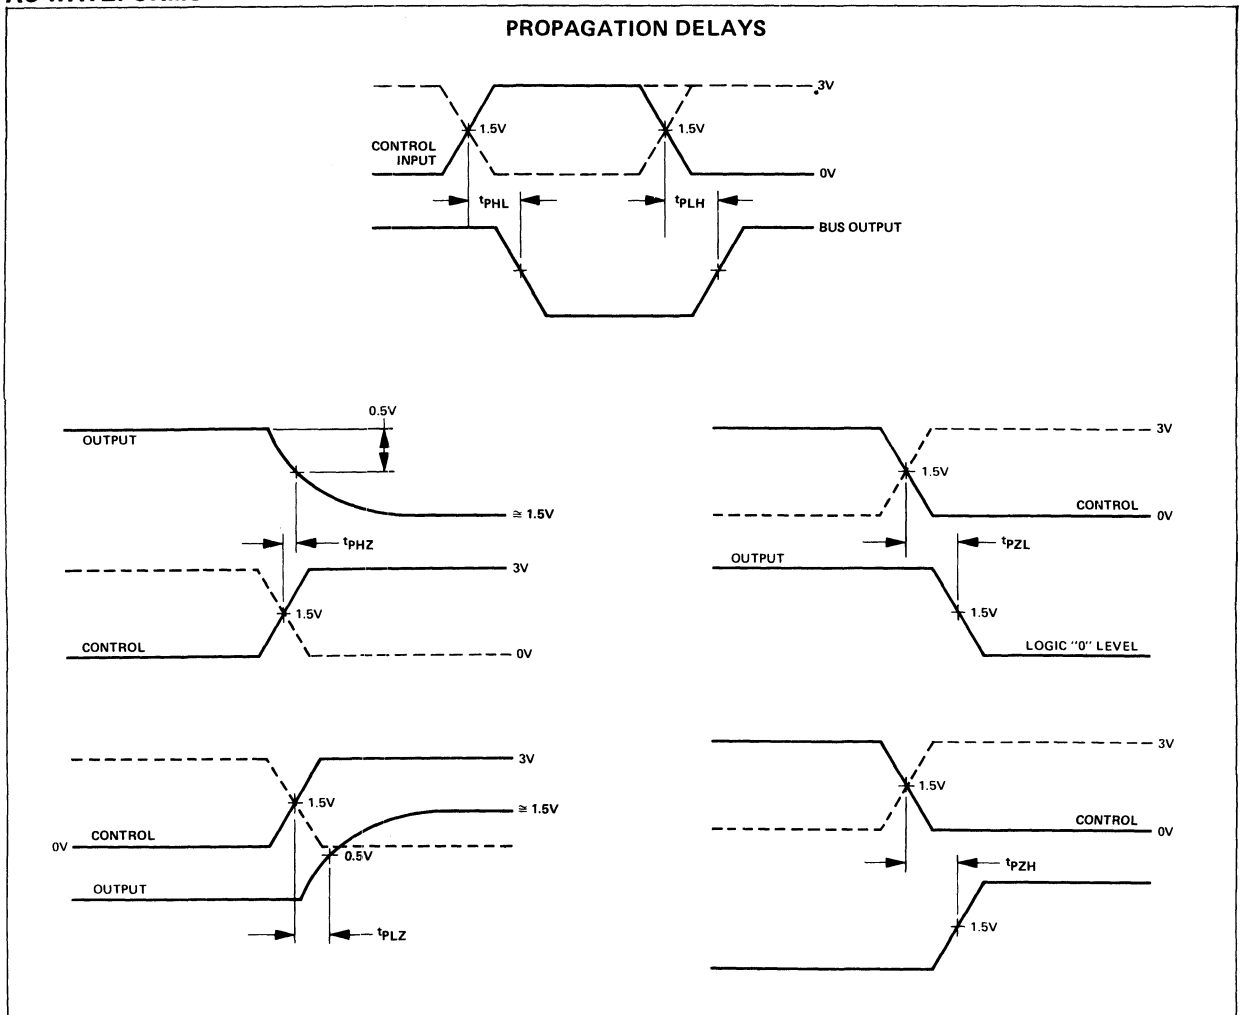 PROPAGATION DELAYS
3V
1.5V
1.5V
CONTROL
INPUT
0V
tPHL
tPLH
BUS OUTPUT
0.5V
OUTPUT
≅ 1.5V
tPHZ
3V
1.5V
CONTROL
0V
3V
1.5V
CONTROL
0V
tPZL
OUTPUT
1.5V
LOGIC "0" LEVEL
3V
≅ 1.5V
1.5V
CONTROL
0V
0.5V
OUTPUT
tPLZ
3V
1.5V
CONTROL
0V
tPZH
1.5V